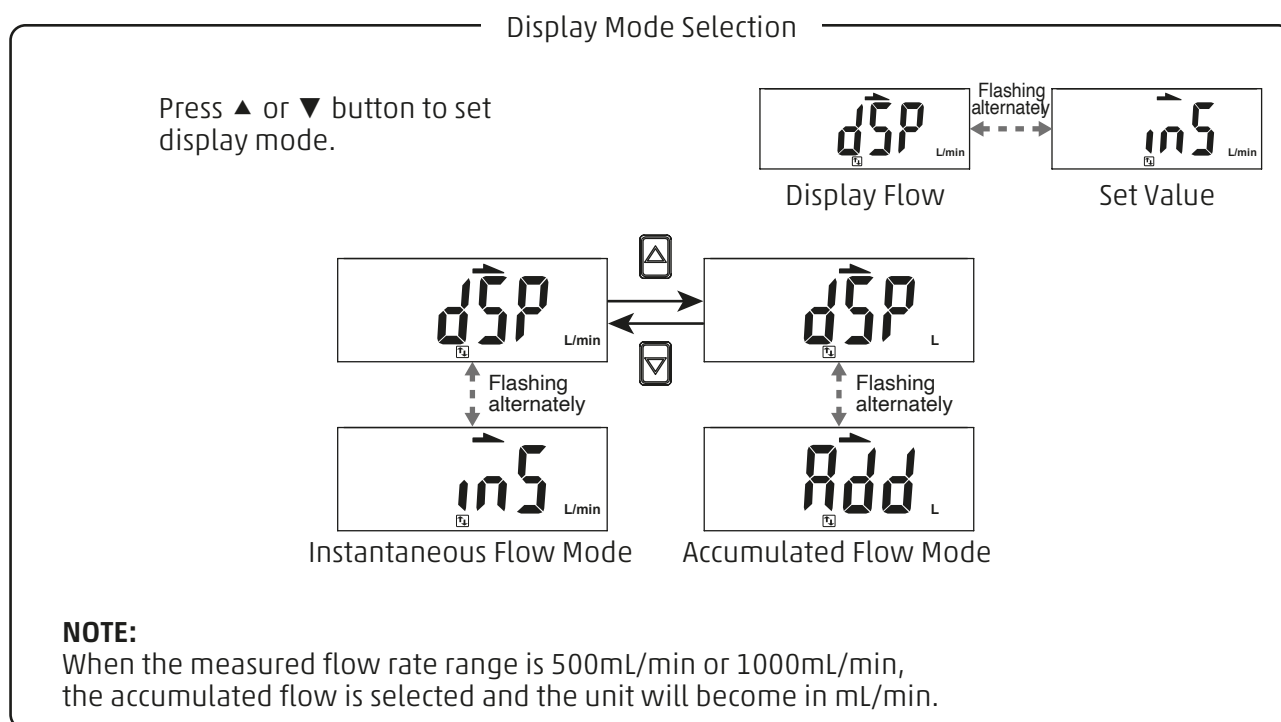 Display Mode Selection
Press ▲ or ▼ button to set
display mode.
Flashing
alternately
dSP L/min
inS L/min
Display Flow
Set Value
dSP L/min
dSP L
Flashing
alternately
Flashing
alternately
inS L/min
Add L
Instantaneous Flow Mode
Accumulated Flow Mode
NOTE:
When the measured flow rate range is 500mL/min or 1000mL/min,
the accumulated flow is selected and the unit will become in mL/min.